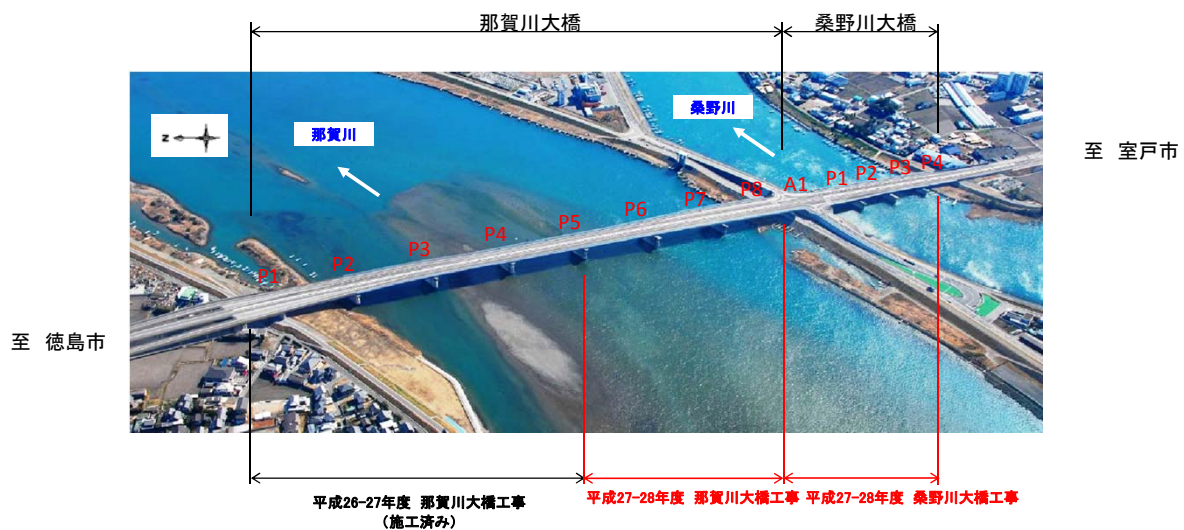 那賀川大橋
桑野川大橋
那賀川
桑野川
N
至 室戸市
至 徳島市
P1
P2
P3
P4
P5
P6
P7
P8
A1
P1
P2
P3
P4
平成26-27年度 那賀川大橋工事
(施工済み)
平成27-28年度 那賀川大橋工事
平成27-28年度 桑野川大橋工事